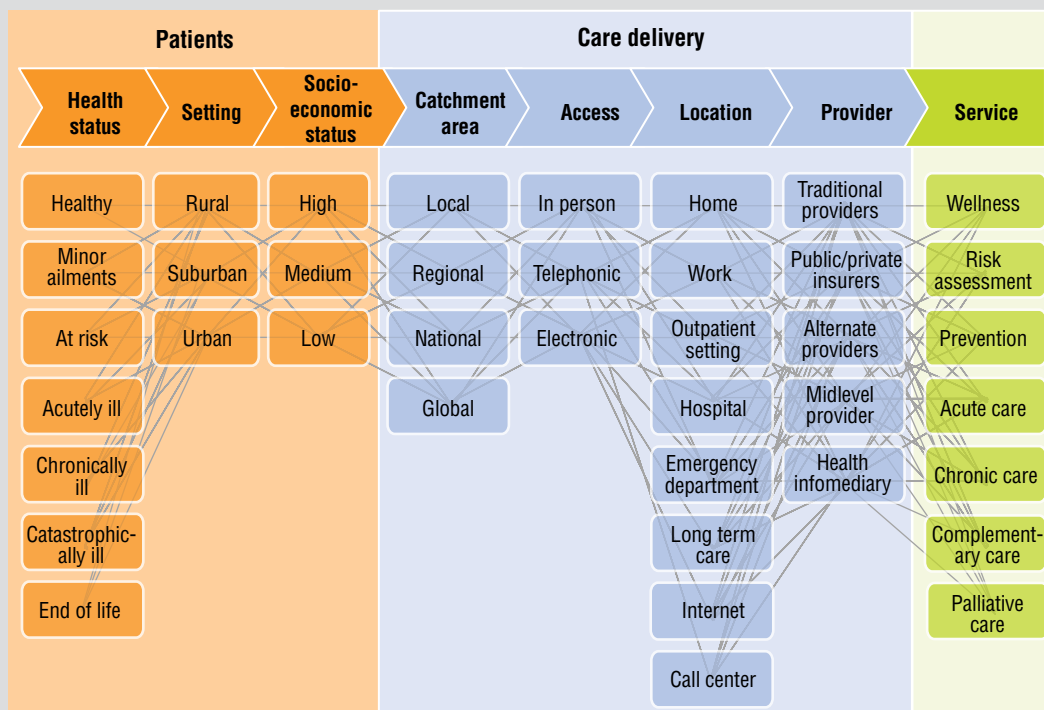 Patients
Care delivery
Health
status
Setting
Socio-
economic
status
Catchment
area
Access
Location
Provider
Service
Healthy
Minor
ailments
At risk
Acutely ill
Chronically
ill
Catastrophic-
ally ill
End of life
Rural
Suburban
Urban
High
Medium
Low
Local
Regional
National
Global
In person
Telephonic
Electronic
Home
Work
Outpatient
setting
Hospital
Emergency
department
Long term
care
Internet
Call center
Traditional
providers
Public/private
insurers
Alternate
providers
Midlevel
provider
Health
infomediary
Wellness
Risk
assessment
Prevention
Acute care
Chronic care
Complement-
ary care
Palliative
care